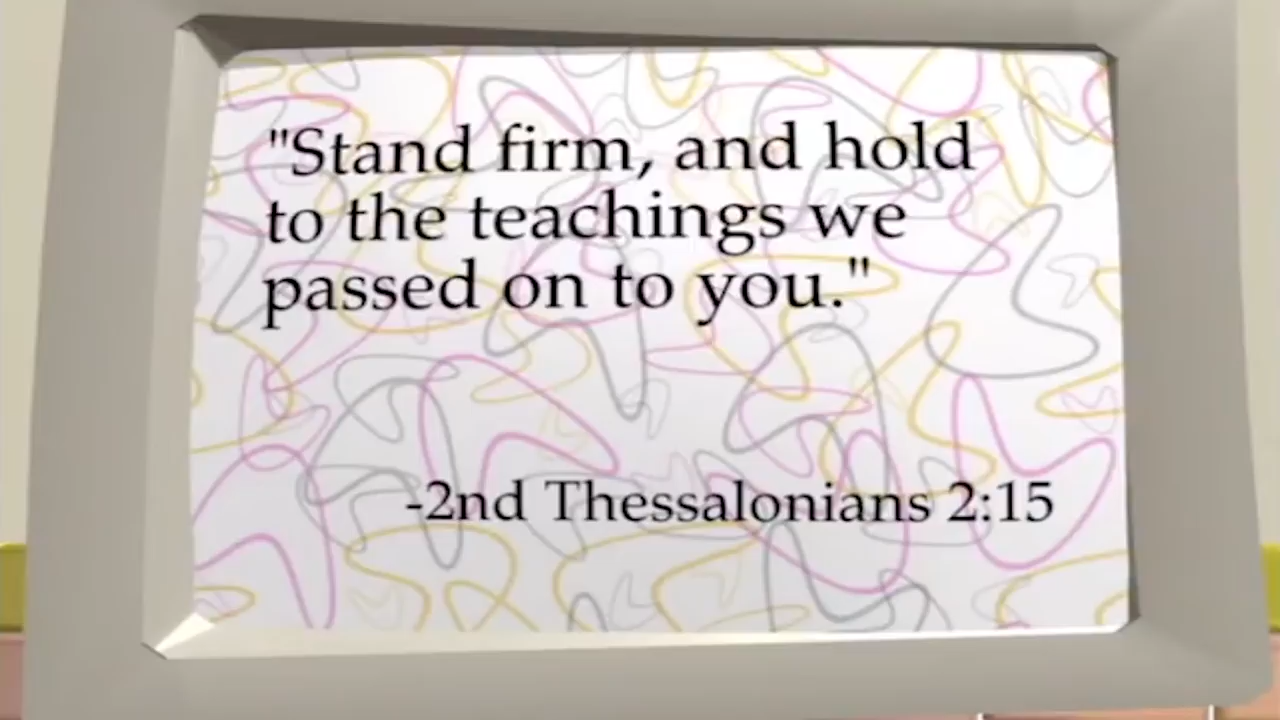 "Stand firm, and hold
to the teachings we
passed on to you."
-2nd Thessalonians 2:15